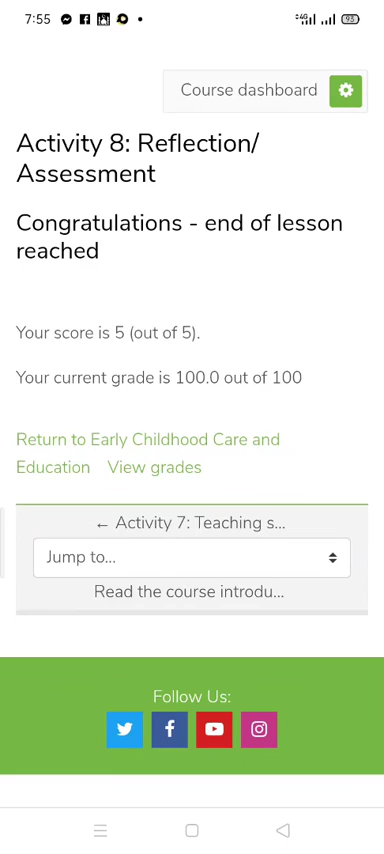 7:55
4G
93
Course dashboard
Activity 8: Reflection/
Assessment
Congratulations - end of lesson
reached
Your score is 5 (out of 5).
Your current grade is 100.0 out of 100
Return to Early Childhood Care and
Education View grades
← Activity 7: Teaching s...
Jump to...
Read the course introdu...
Follow Us: